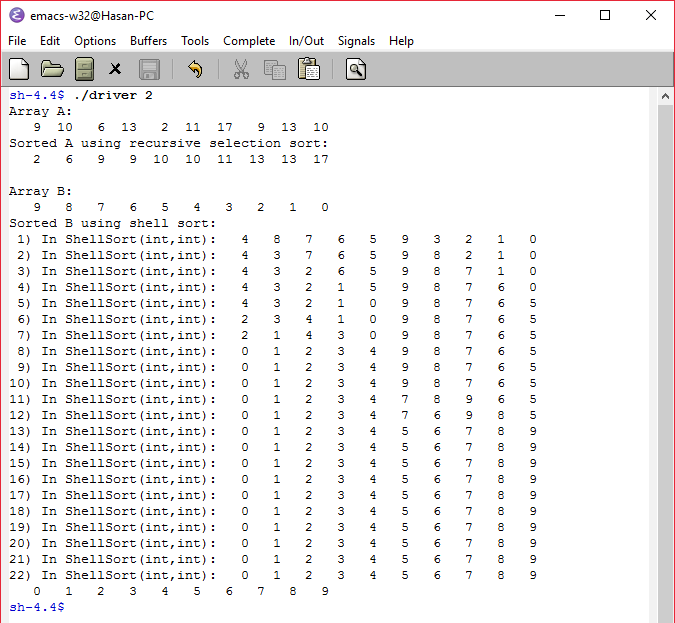 emacs-w32@Hasan-PC
File Edit Options Buffers Tools Complete In/Out Signals Help
sh-4.4$ ./driver 2
Array A:
   9  10   6  13   2  11  17   9  13  10
Sorted A using recursive selection sort:
   2   6   9   9  10  10  11  13  13  17
Array B:
   9   8   7   6   5   4   3   2   1   0
Sorted B using shell sort:
 1) In ShellSort(int,int):   4   8   7   6   5   9   3   2   1   0
 2) In ShellSort(int,int):   4   3   7   6   5   9   8   2   1   0
 3) In ShellSort(int,int):   4   3   2   6   5   9   8   7   1   0
 4) In ShellSort(int,int):   4   3   2   1   5   9   8   7   6   0
 5) In ShellSort(int,int):   4   3   2   1   0   9   8   7   6   5
 6) In ShellSort(int,int):   2   3   4   1   0   9   8   7   6   5
 7) In ShellSort(int,int):   2   1   4   3   0   9   8   7   6   5
 8) In ShellSort(int,int):   0   1   2   3   4   9   8   7   6   5
 9) In ShellSort(int,int):   0   1   2   3   4   9   8   7   6   5
10) In ShellSort(int,int):   0   1   2   3   4   9   8   7   6   5
11) In ShellSort(int,int):   0   1   2   3   4   7   8   9   6   5
12) In ShellSort(int,int):   0   1   2   3   4   7   6   9   8   5
13) In ShellSort(int,int):   0   1   2   3   4   5   6   7   8   9
14) In ShellSort(int,int):   0   1   2   3   4   5   6   7   8   9
15) In ShellSort(int,int):   0   1   2   3   4   5   6   7   8   9
16) In ShellSort(int,int):   0   1   2   3   4   5   6   7   8   9
17) In ShellSort(int,int):   0   1   2   3   4   5   6   7   8   9
18) In ShellSort(int,int):   0   1   2   3   4   5   6   7   8   9
19) In ShellSort(int,int):   0   1   2   3   4   5   6   7   8   9
20) In ShellSort(int,int):   0   1   2   3   4   5   6   7   8   9
21) In ShellSort(int,int):   0   1   2   3   4   5   6   7   8   9
22) In ShellSort(int,int):   0   1   2   3   4   5   6   7   8   9
   0   1   2   3   4   5   6   7   8   9
sh-4.4$